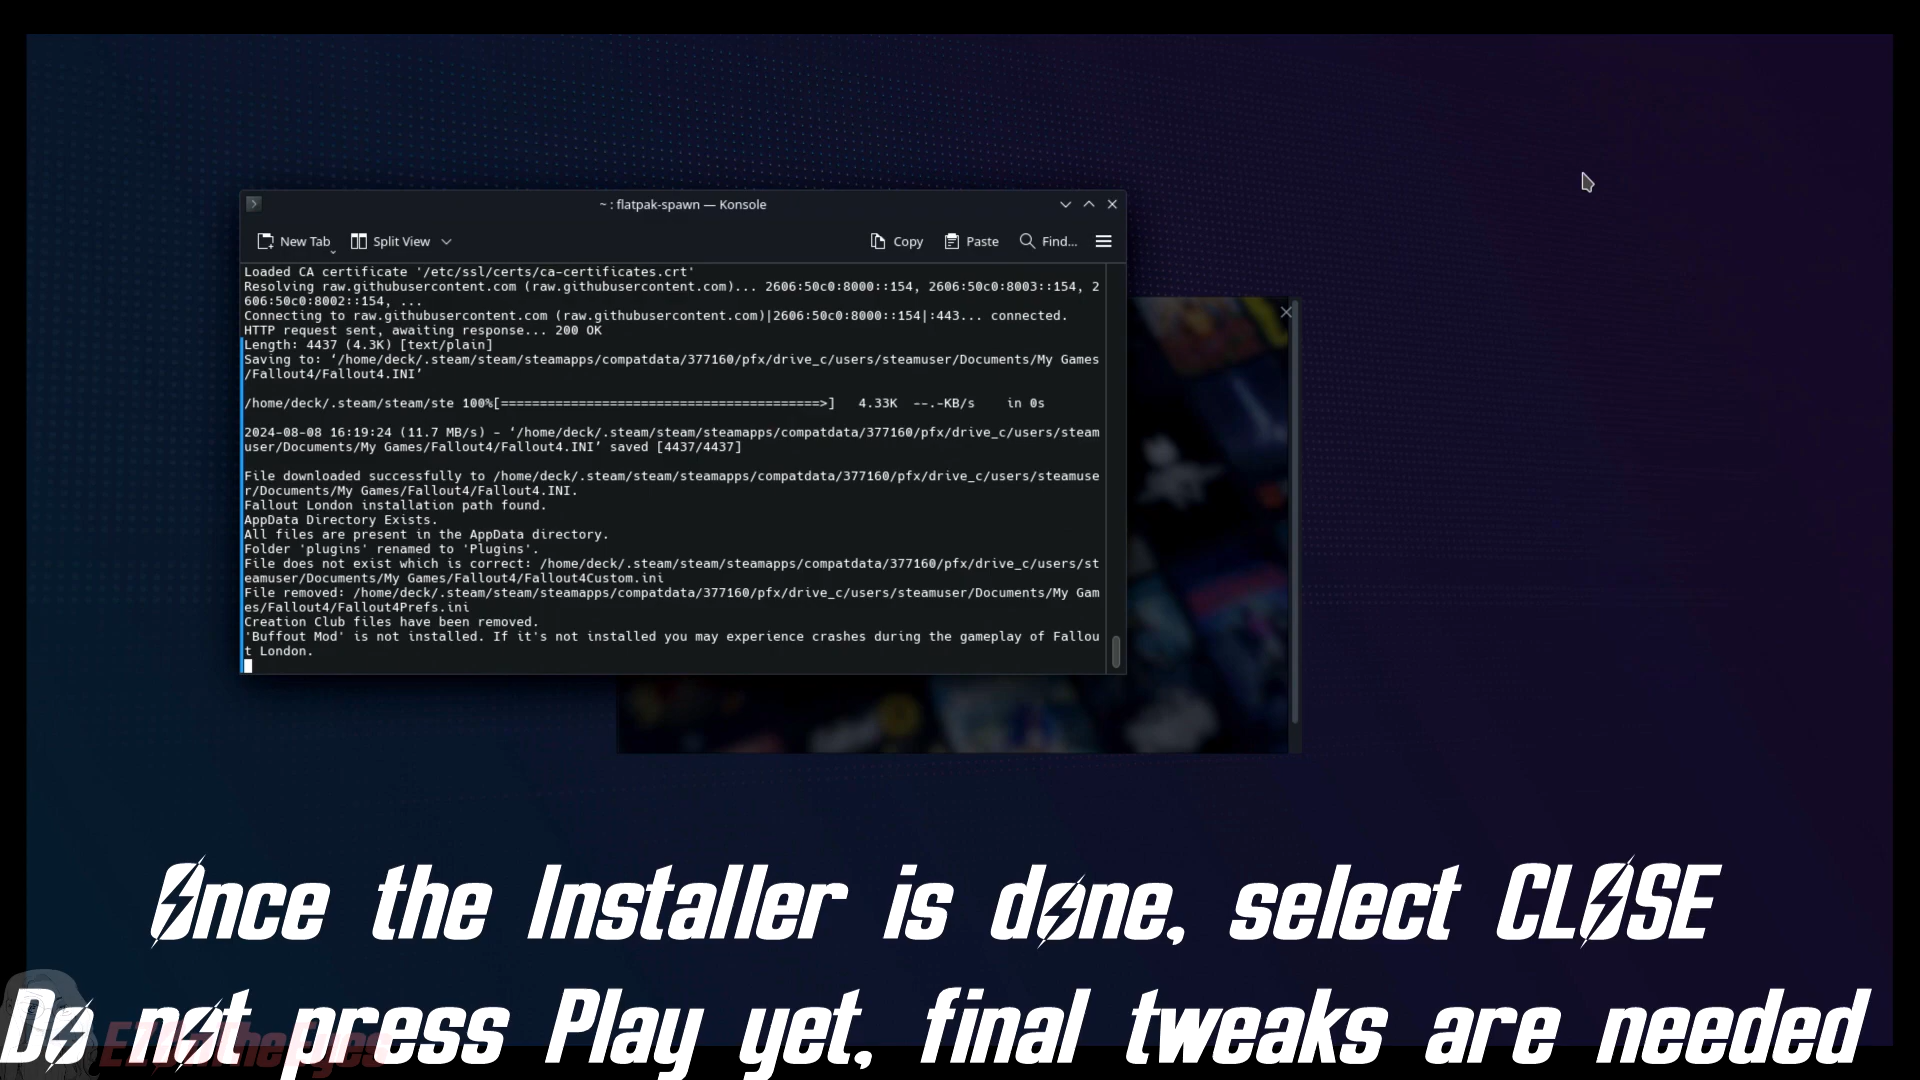 ~ : flatpak-spawn — Konsole
New Tab Split View Copy Paste Find...
Loaded CA certificate '/etc/ssl/certs/ca-certificates.crt'
Resolving raw.githubusercontent.com (raw.githubusercontent.com)... 2606:50c0:8000::154, 2606:50c0:8003::154, 2
606:50c0:8002::154, ...
Connecting to raw.githubusercontent.com (raw.githubusercontent.com)|2606:50c0:8000::154|:443... connected.
HTTP request sent, awaiting response... 200 OK
Length: 4437 (4.3K) [text/plain]
Saving to: ‘/home/deck/.steam/steam/steamapps/compatdata/377160/pfx/drive_c/users/steamuser/Documents/My Games
/Fallout4/Fallout4.INI’
/home/deck/.steam/steam/ste 100%[=========================================>] 4.33K --.-KB/s in 0s
2024-08-08 16:19:24 (11.7 MB/s) - ‘/home/deck/.steam/steam/steamapps/compatdata/377160/pfx/drive_c/users/steam
user/Documents/My Games/Fallout4/Fallout4.INI’ saved [4437/4437]
File downloaded successfully to /home/deck/.steam/steam/steamapps/compatdata/377160/pfx/drive_c/users/steamuse
r/Documents/My Games/Fallout4/Fallout4.INI.
Fallout London installation path found.
AppData Directory Exists.
All files are present in the AppData directory.
Folder 'plugins' renamed to 'Plugins'.
File does not exist which is correct: /home/deck/.steam/steam/steamapps/compatdata/377160/pfx/drive_c/users/st
eamuser/Documents/My Games/Fallout4/Fallout4Custom.ini
File removed: /home/deck/.steam/steam/steamapps/compatdata/377160/pfx/drive_c/users/steamuser/Documents/My Gam
es/Fallout4/Fallout4Prefs.ini
Creation Club files have been removed.
'Buffout Mod' is not installed. If it's not installed you may experience crashes during the gameplay of Fallou
t London.
Once the Installer is done, select CLOSE
Do not press Play yet, final tweaks are needed